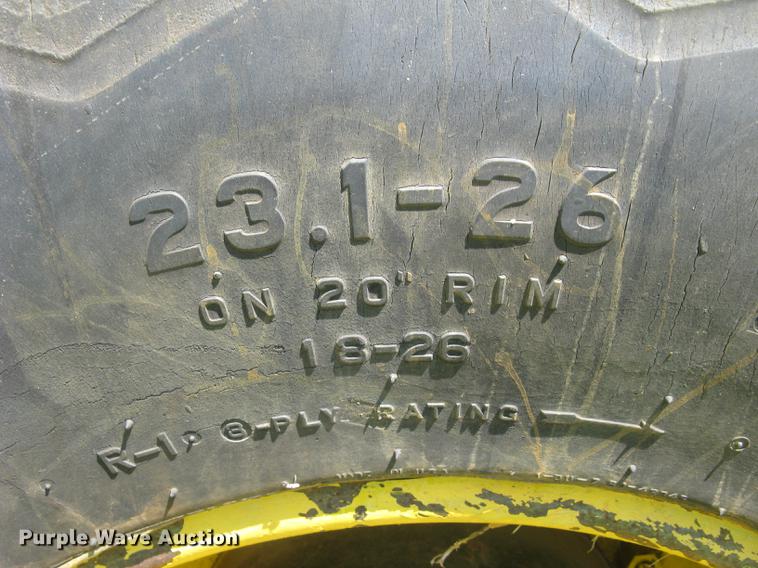 23.1-26
ON 20" RIM
18-26
R-1, 8-PLY RATING
Purple Wave Auction